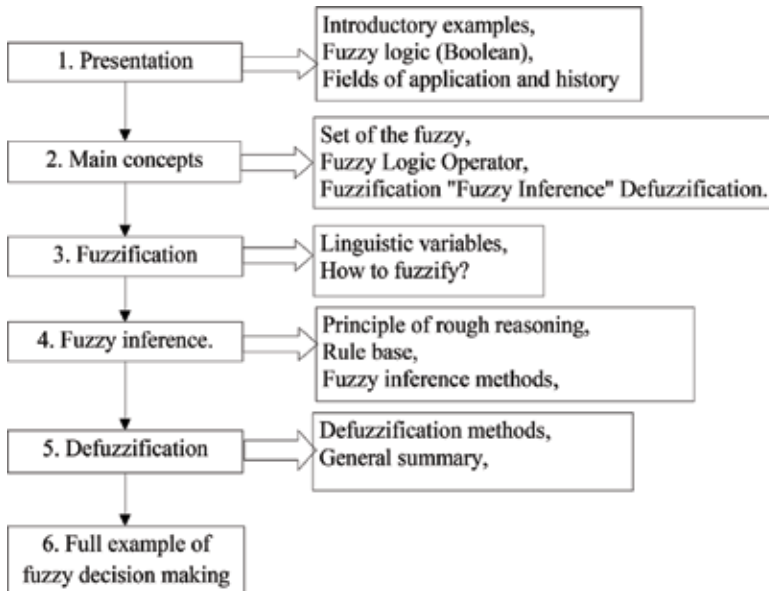 1. Presentation
Introductory examples,
Fuzzy logic (Boolean),
Fields of application and history
2. Main concepts
Set of the fuzzy,
Fuzzy Logic Operator,
Fuzzification "Fuzzy Inference" Defuzzification.
3. Fuzzification
Linguistic variables,
How to fuzzify?
4. Fuzzy inference.
Principle of rough reasoning,
Rule base,
Fuzzy inference methods,
5. Defuzzification
Defuzzification methods,
General summary,
6. Full example of
fuzzy decision making